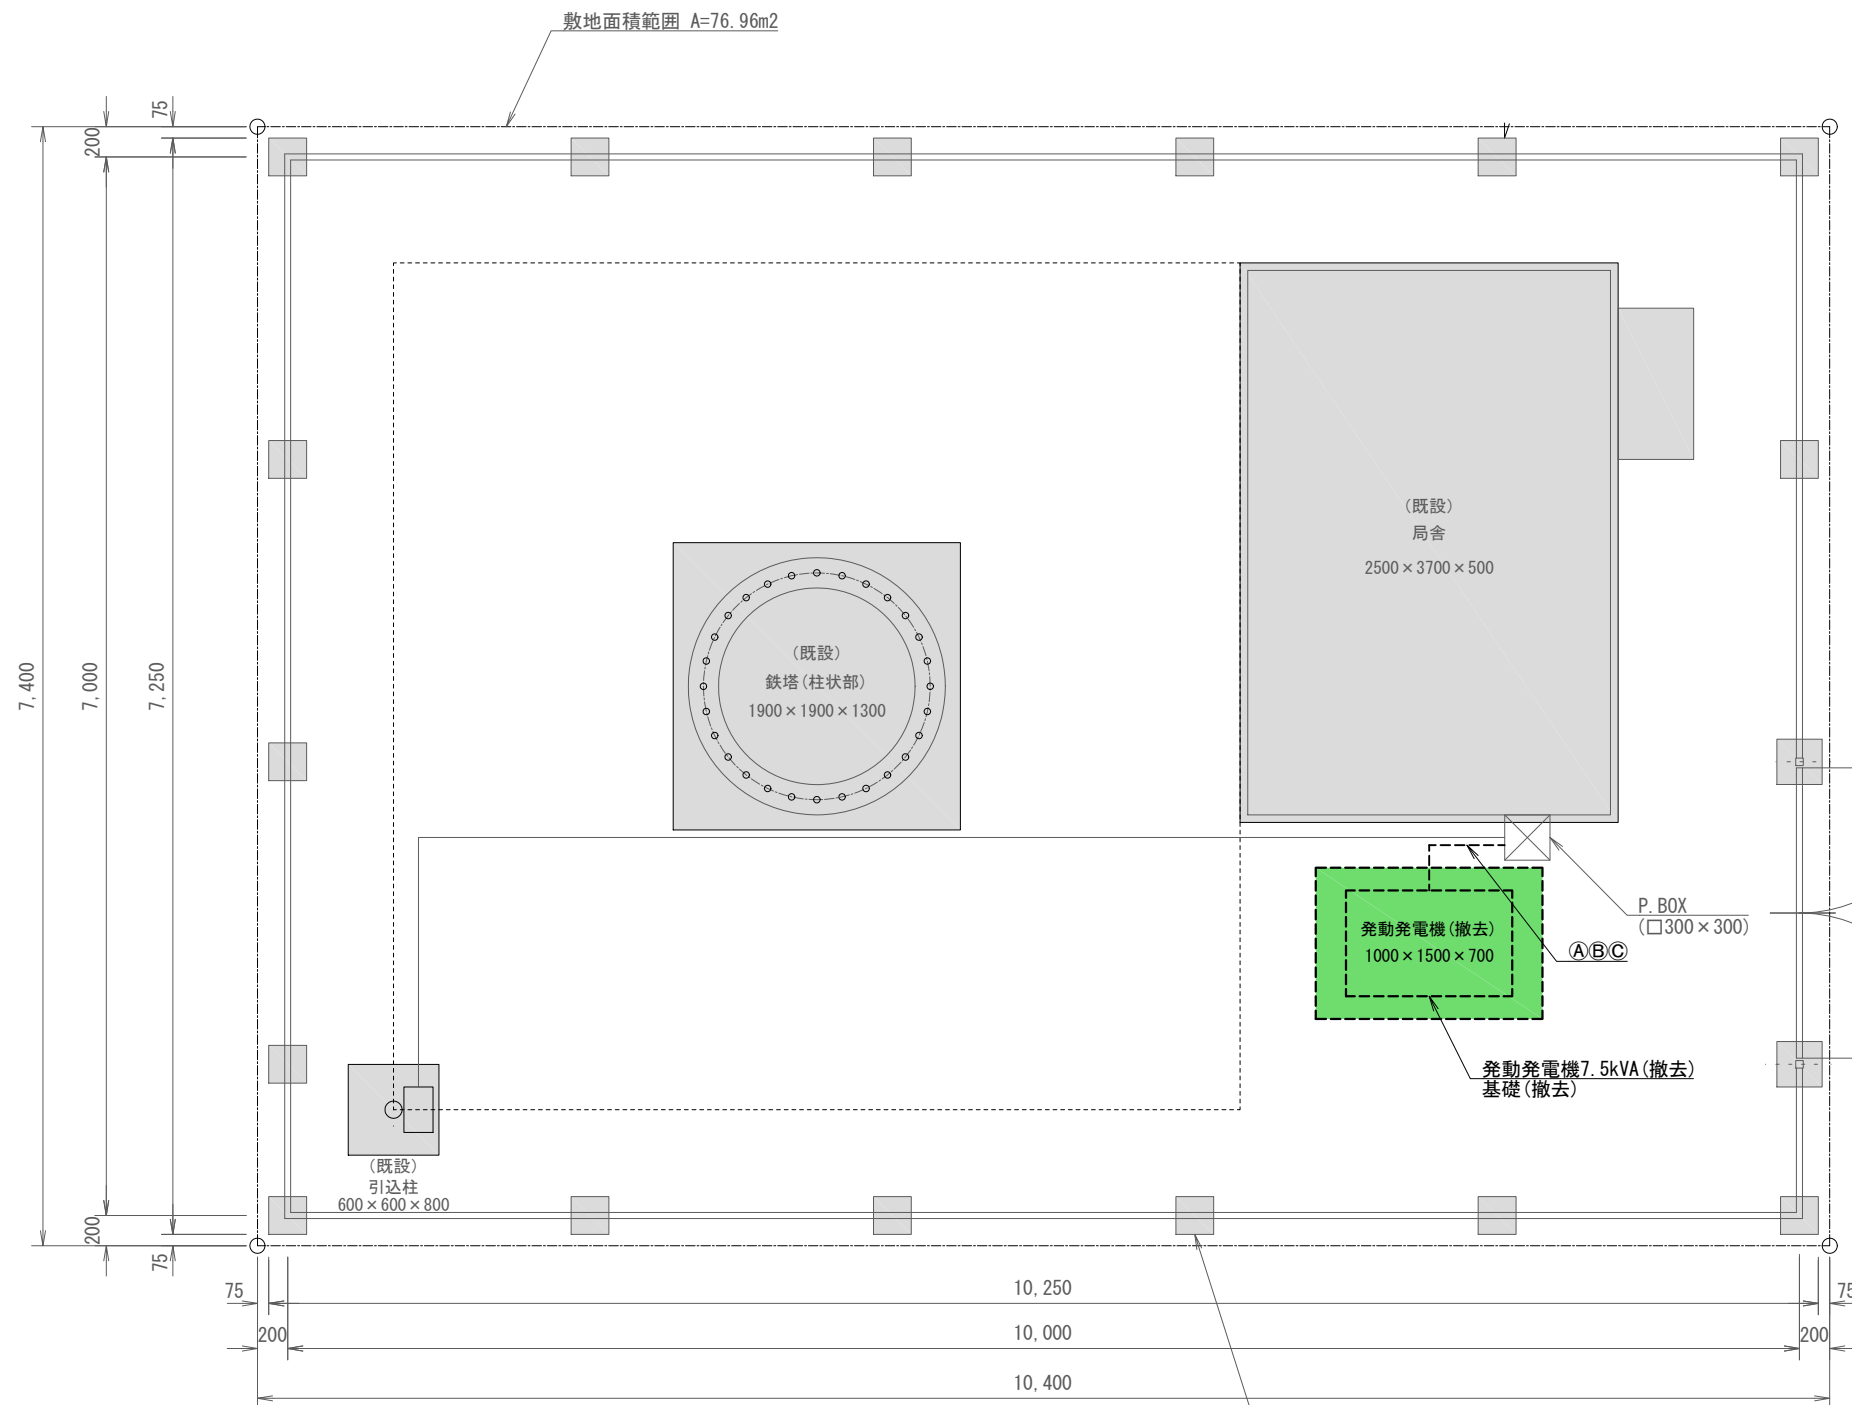 敷地面積範囲 A=76.96m2
75
200
7,400
7,000
7,250
(既設)
局舎
2500×3700×500
(既設)
鉄塔(柱状部)
1900×1900×1300
P.BOX
(□300×300)
発動発電機(撤去)
1000×1500×700
ⒶⒷⒸ
発動発電機7.5kVA(撤去)
基礎(撤去)
(既設)
引込柱
600×600×800
200
75
75
10,250
75
200
10,000
200
10,400